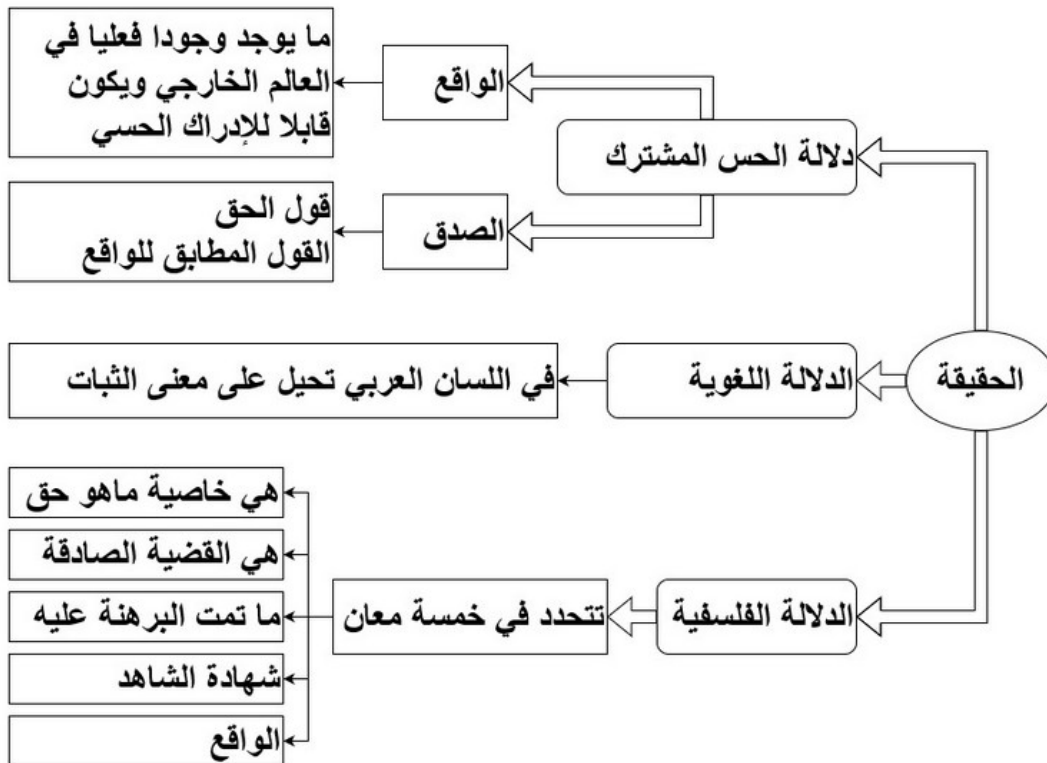 الحقيقة
دلالة الحس المشترك
الواقع
ما يوجد وجودا فعليا في
العالم الخارجي ويكون
قابلا للإدراك الحسي
الصدق
قول الحق
القول المطابق للواقع
الدلالة اللغوية
في اللسان العربي تحيل على معنى الثبات
الدلالة الفلسفية
تتحدد في خمسة معان
هي خاصية ماهو حق
هي القضية الصادقة
ما تمت البرهنة عليه
شهادة الشاهد
الواقع